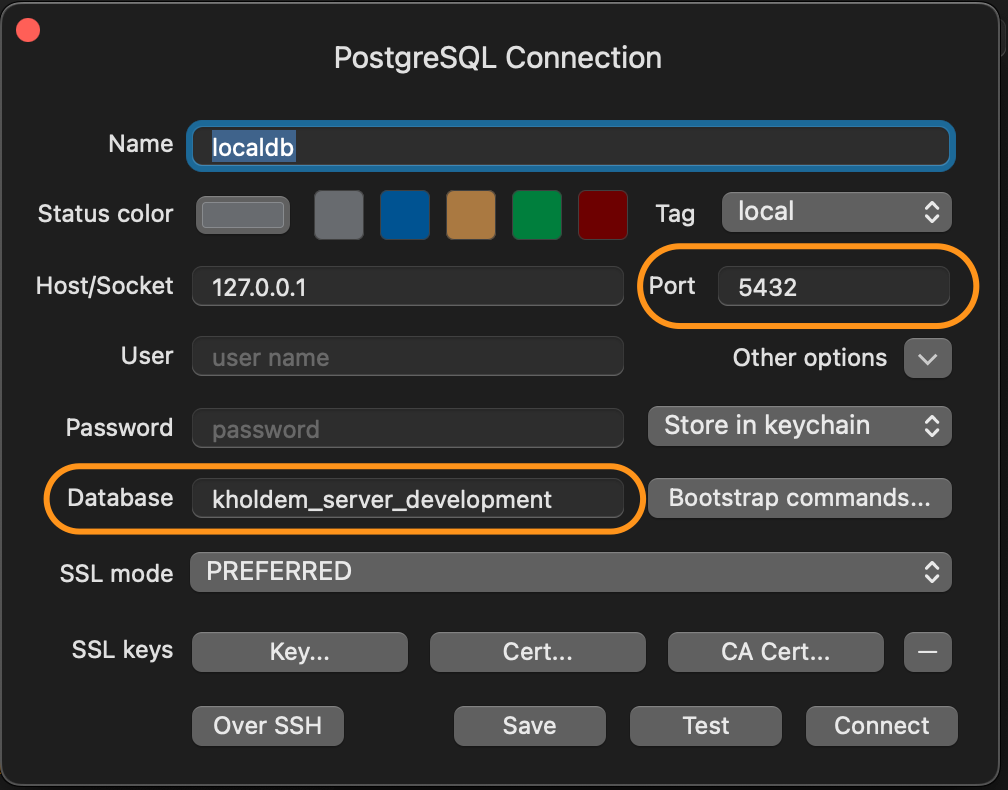 PostgreSQL Connection
Name localdb
Status color Tag local
Host/Socket 127.0.0.1 Port 5432
User user name Other options
Password password Store in keychain
Database kholdem_server_development Bootstrap commands...
SSL mode PREFERRED
SSL keys Key... Cert... CA Cert...
Over SSH Save Test Connect